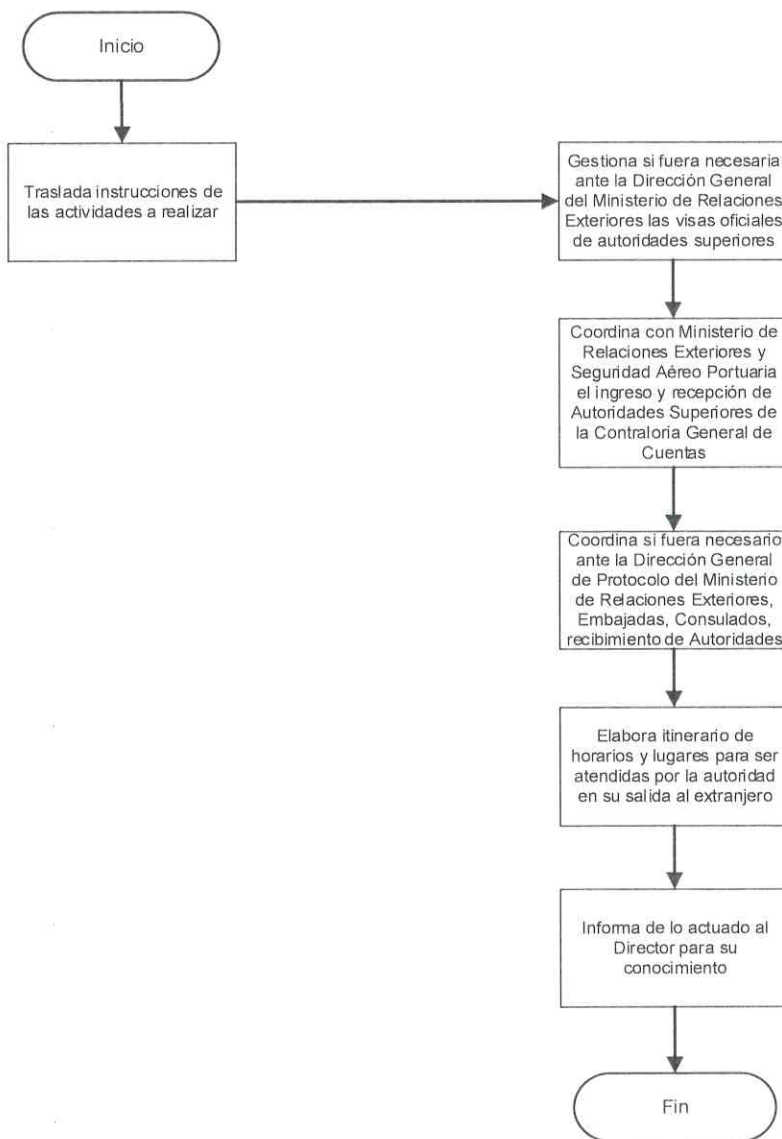 Inicio
Traslada instrucciones de
las actividades a realizar
Gestiona si fuera necesaria
ante la Dirección General
del Ministerio de Relaciones
Exteriores las visas oficiales
de autoridades superiores
Coordina con Ministerio de
Relaciones Exteriores y
Seguridad Aéreo Portuaria
el ingreso y recepción de
Autoridades Superiores de
la Contraloría General de
Cuentas
Coordina si fuera necesario
ante la Dirección General
de Protocolo del Ministerio
de Relaciones Exteriores,
Embajadas, Consulados,
recibimiento de Autoridades
Elabora itinerario de
horarios y lugares para ser
atendidas por la autoridad
en su salida al extranjero
Informa de lo actuado al
Director para su
conocimiento
Fin